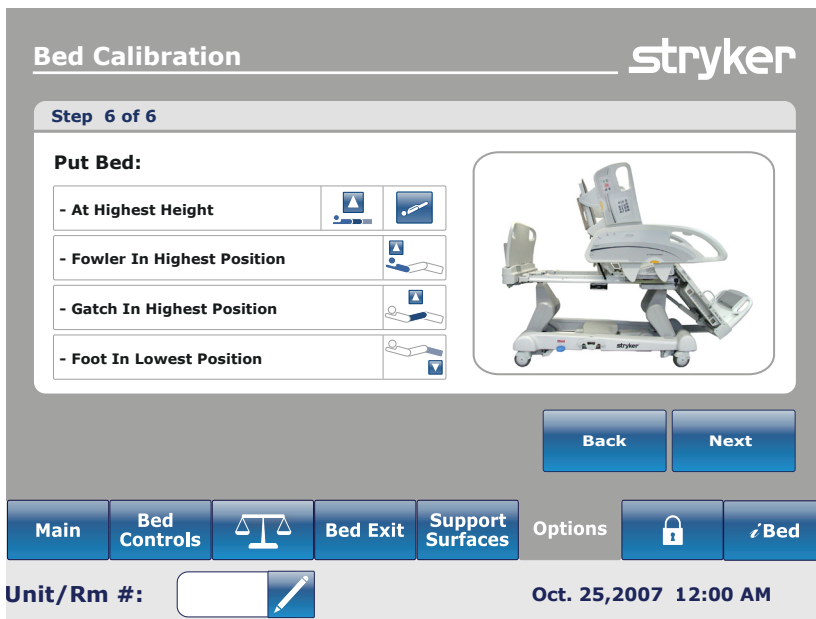 Bed Calibration
stryker
Step 6 of 6
Put Bed:
- At Highest Height
- Fowler In Highest Position
- Gatch In Highest Position
- Foot In Lowest Position
stryker
Back
Next
Main
Bed
Controls
Bed Exit
Support
Surfaces
Options
iBed
Unit/Rm #:
Oct. 25,2007 12:00 AM